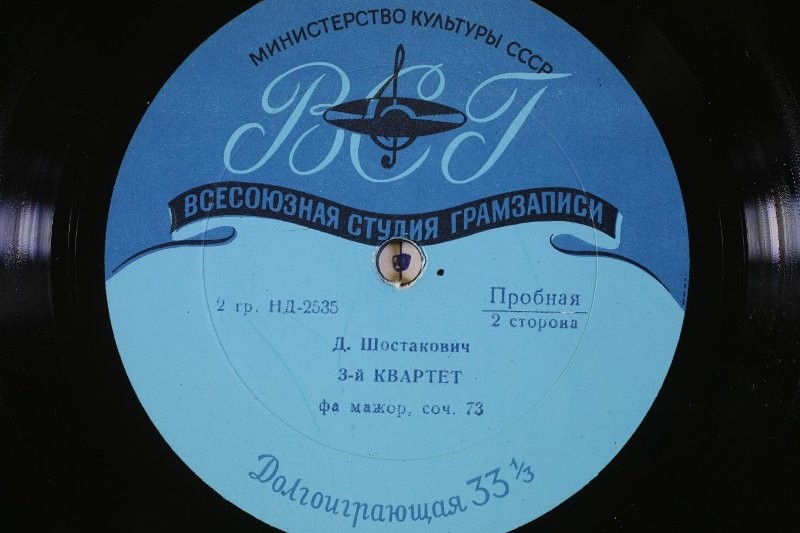 МИНИСТЕРСТВО КУЛЬТУРЫ СССР
ВСГ
ВСЕСОЮЗНАЯ СТУДИЯ ГРАМЗАПИСИ
2 гр. НД-2535
Пробная
2 сторона
Д. Шостакович
3-й КВАРТЕТ
фа мажор, соч. 73
Долгоиграющая 33 1/3